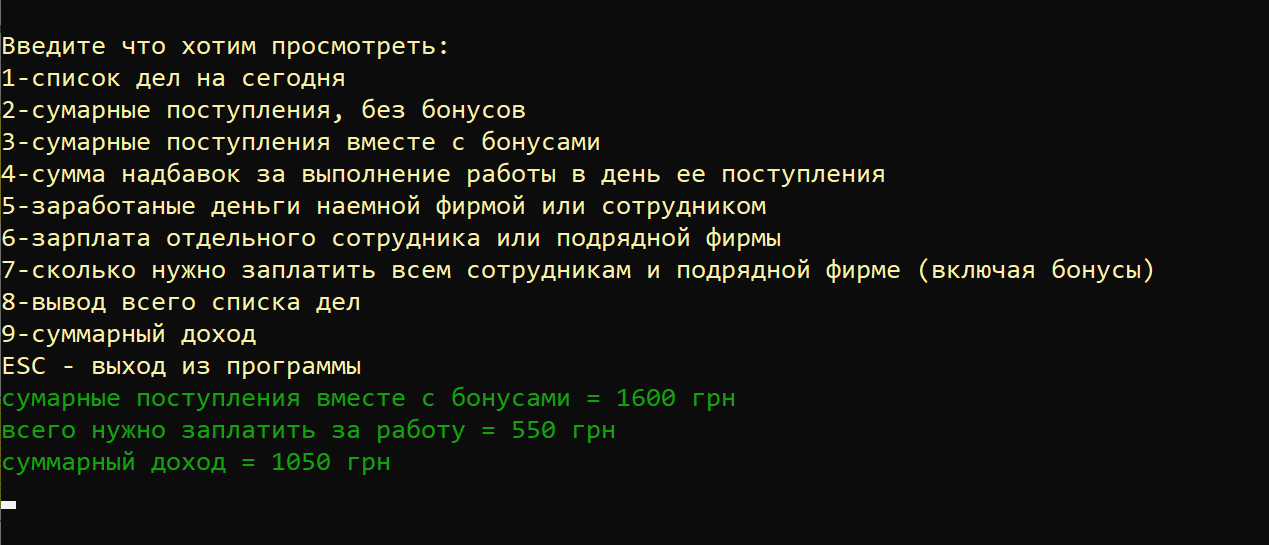 Введите что хотим просмотреть:
1-список дел на сегодня
2-сумарные поступления, без бонусов
3-сумарные поступления вместе с бонусами
4-сумма надбавок за выполнение работы в день ее поступления
5-заработаные деньги наемной фирмой или сотрудником
6-зарплата отдельного сотрудника или подрядной фирмы
7-сколько нужно заплатить всем сотрудникам и подрядной фирме (включая бонусы)
8-вывод всего списка дел
9-суммарный доход
ESC - выход из программы
сумарные поступления вместе с бонусами = 1600 грн
всего нужно заплатить за работу = 550 грн
суммарный доход = 1050 грн